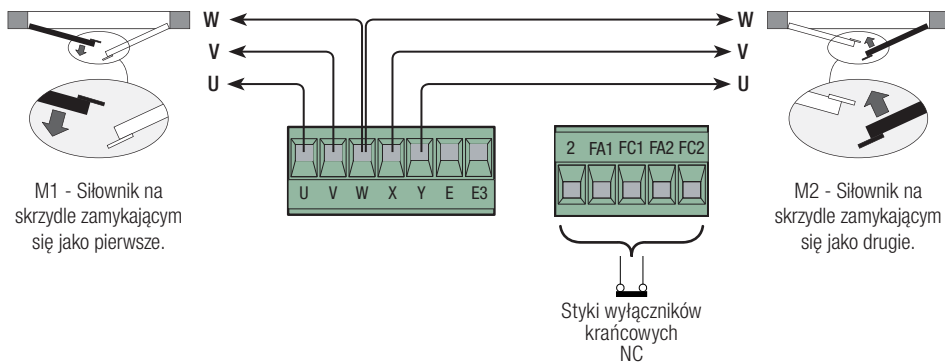 W
V
U
M1 - Siłownik na
skrzydle zamykającym
się jako pierwsze.
U V W X Y E E3
2 FA1 FC1 FA2 FC2
Styki wyłączników
krańcowych
NC
W
V
U
M2 - Siłownik na
skrzydle zamykającym
się jako drugie.